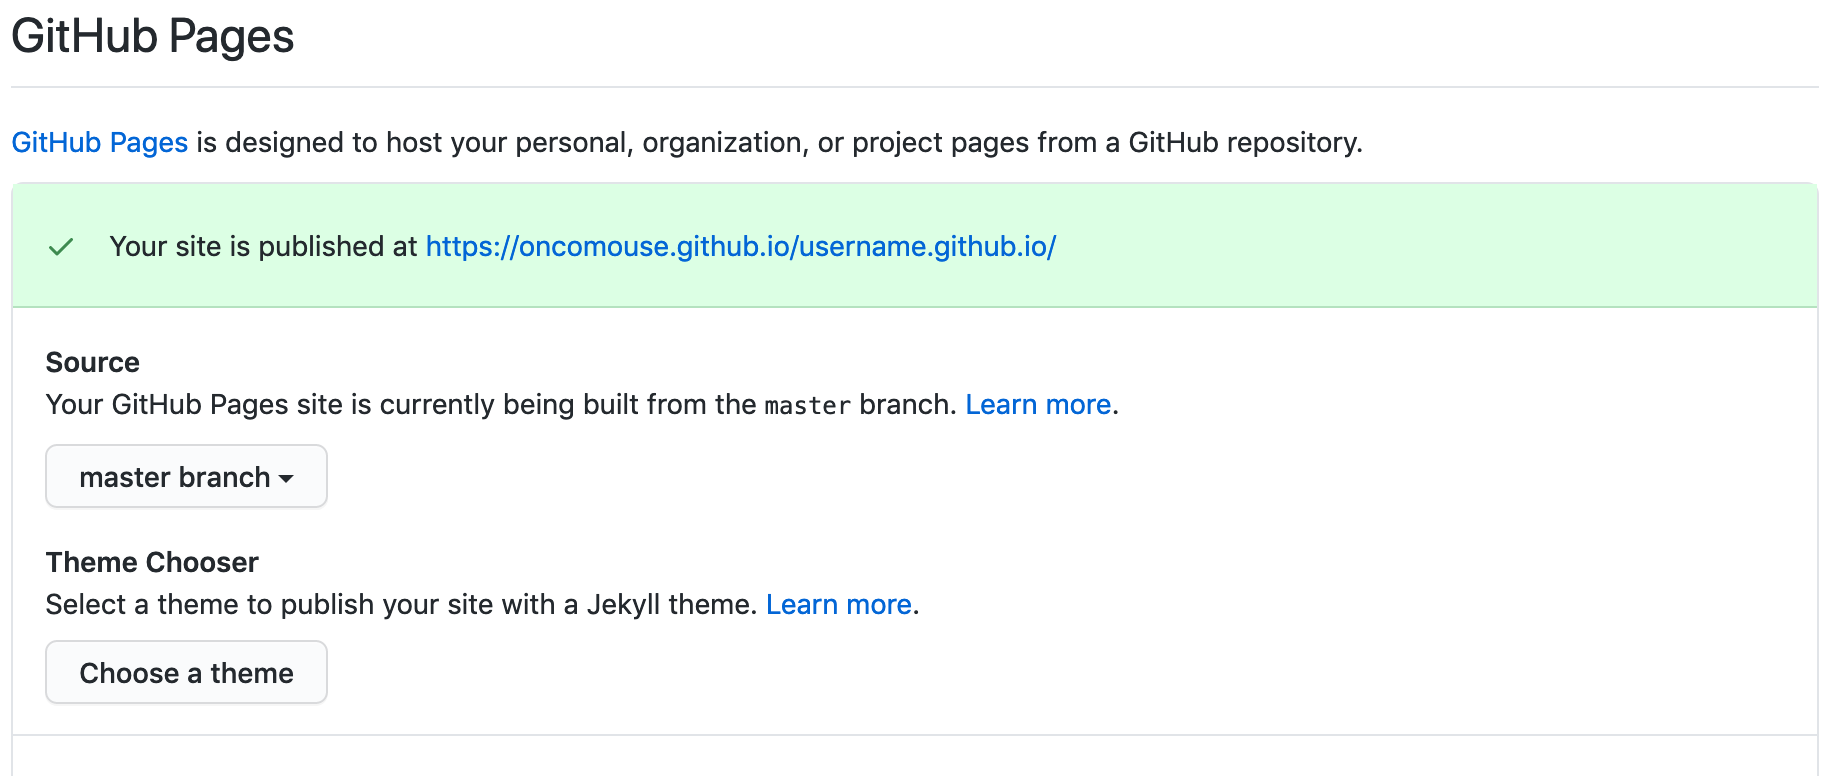 GitHub Pages
GitHub Pages is designed to host your personal, organization, or project pages from a GitHub repository.
Your site is published at https://oncomouse.github.io/username.github.io/
Source
Your GitHub Pages site is currently being built from the master branch. Learn more.
master branch
Theme Chooser
Select a theme to publish your site with a Jekyll theme. Learn more.
Choose a theme